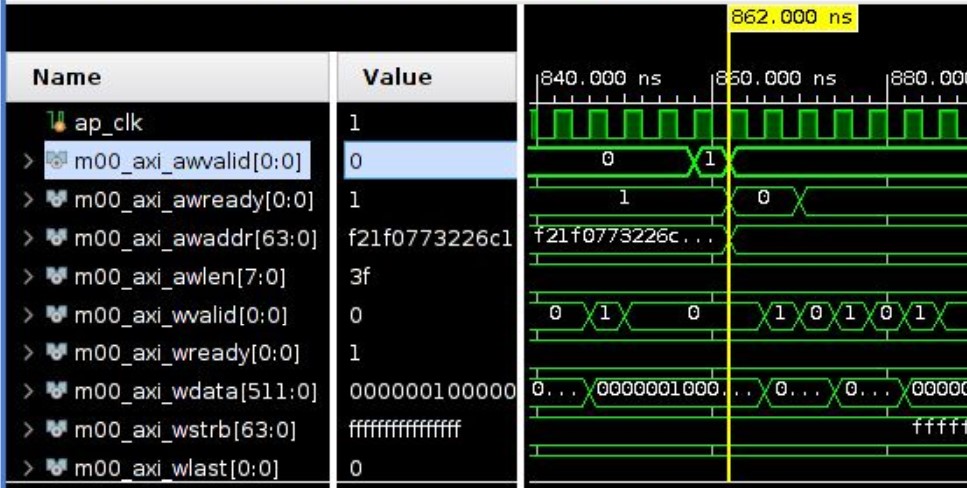 862.000 ns
Name Value 840.000 ns 860.000 ns 880.00
ap_clk 1
m00_axi_awvalid[0:0] 0 0 1
m00_axi_awready[0:0] 1 1 0
m00_axi_awaddr[63:0] f21f0773226c1 f21f0773226c...
m00_axi_awlen[7:0] 3f
m00_axi_wvalid[0:0] 0 0 1 0 1 0 1 0 1
m00_axi_wready[0:0] 1
m00_axi_wdata[511:0] 000000100000 0... 0000001000... 0... 0... 00000
m00_axi_wstrb[63:0] ffffffffffffffff fffff
m00_axi_wlast[0:0] 0